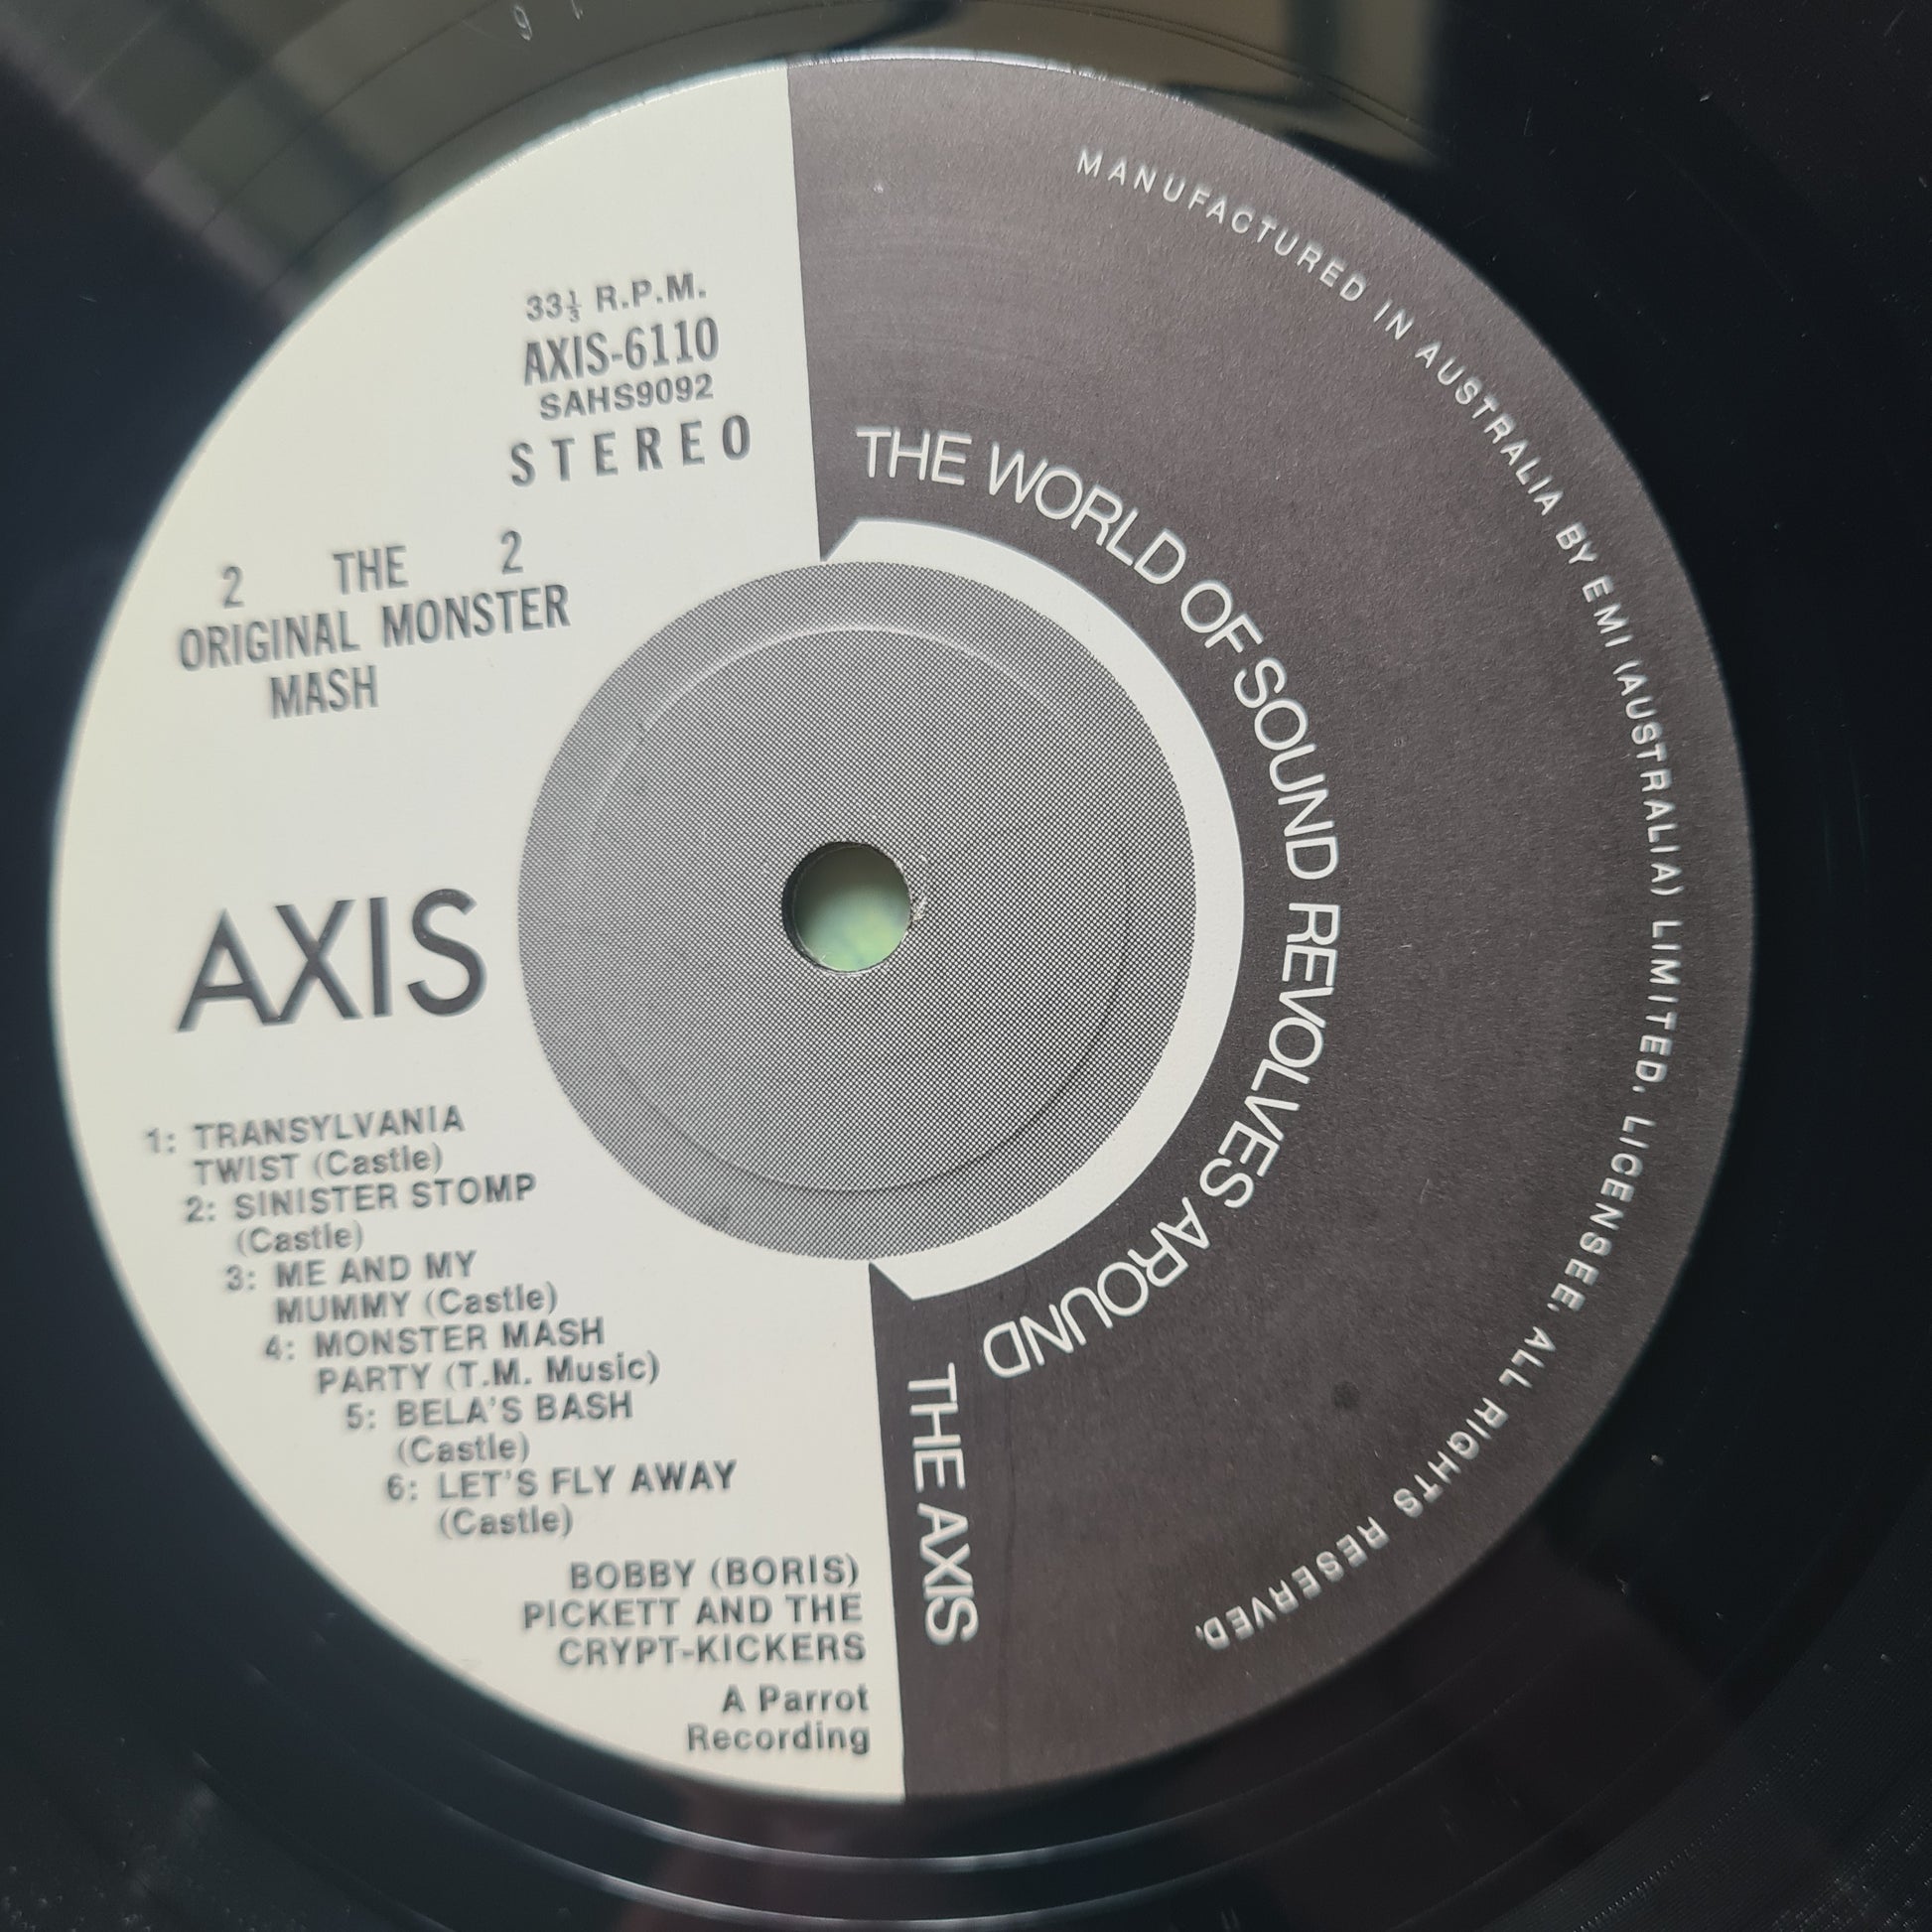 33⅓ R.P.M.
AXIS-6110
SAHS9092
STEREO
2 THE 2
ORIGINAL MONSTER
MASH
AXIS
1: TRANSYLVANIA
TWIST (Castle)
2: SINISTER STOMP
(Castle)
3: ME AND MY
MUMMY (Castle)
4: MONSTER MASH
PARTY (T.M. Music)
5: BELA'S BASH
(Castle)
6: LET'S FLY AWAY
(Castle)
BOBBY (BORIS)
PICKETT AND THE
CRYPT-KICKERS
A Parrot
Recording
THE WORLD OF SOUND REVOLVES AROUND
THE AXIS
MANUFACTURED IN AUSTRALIA BY EMI (AUSTRALIA) LIMITED, LICENSEE, ALL RIGHTS RESERVED.